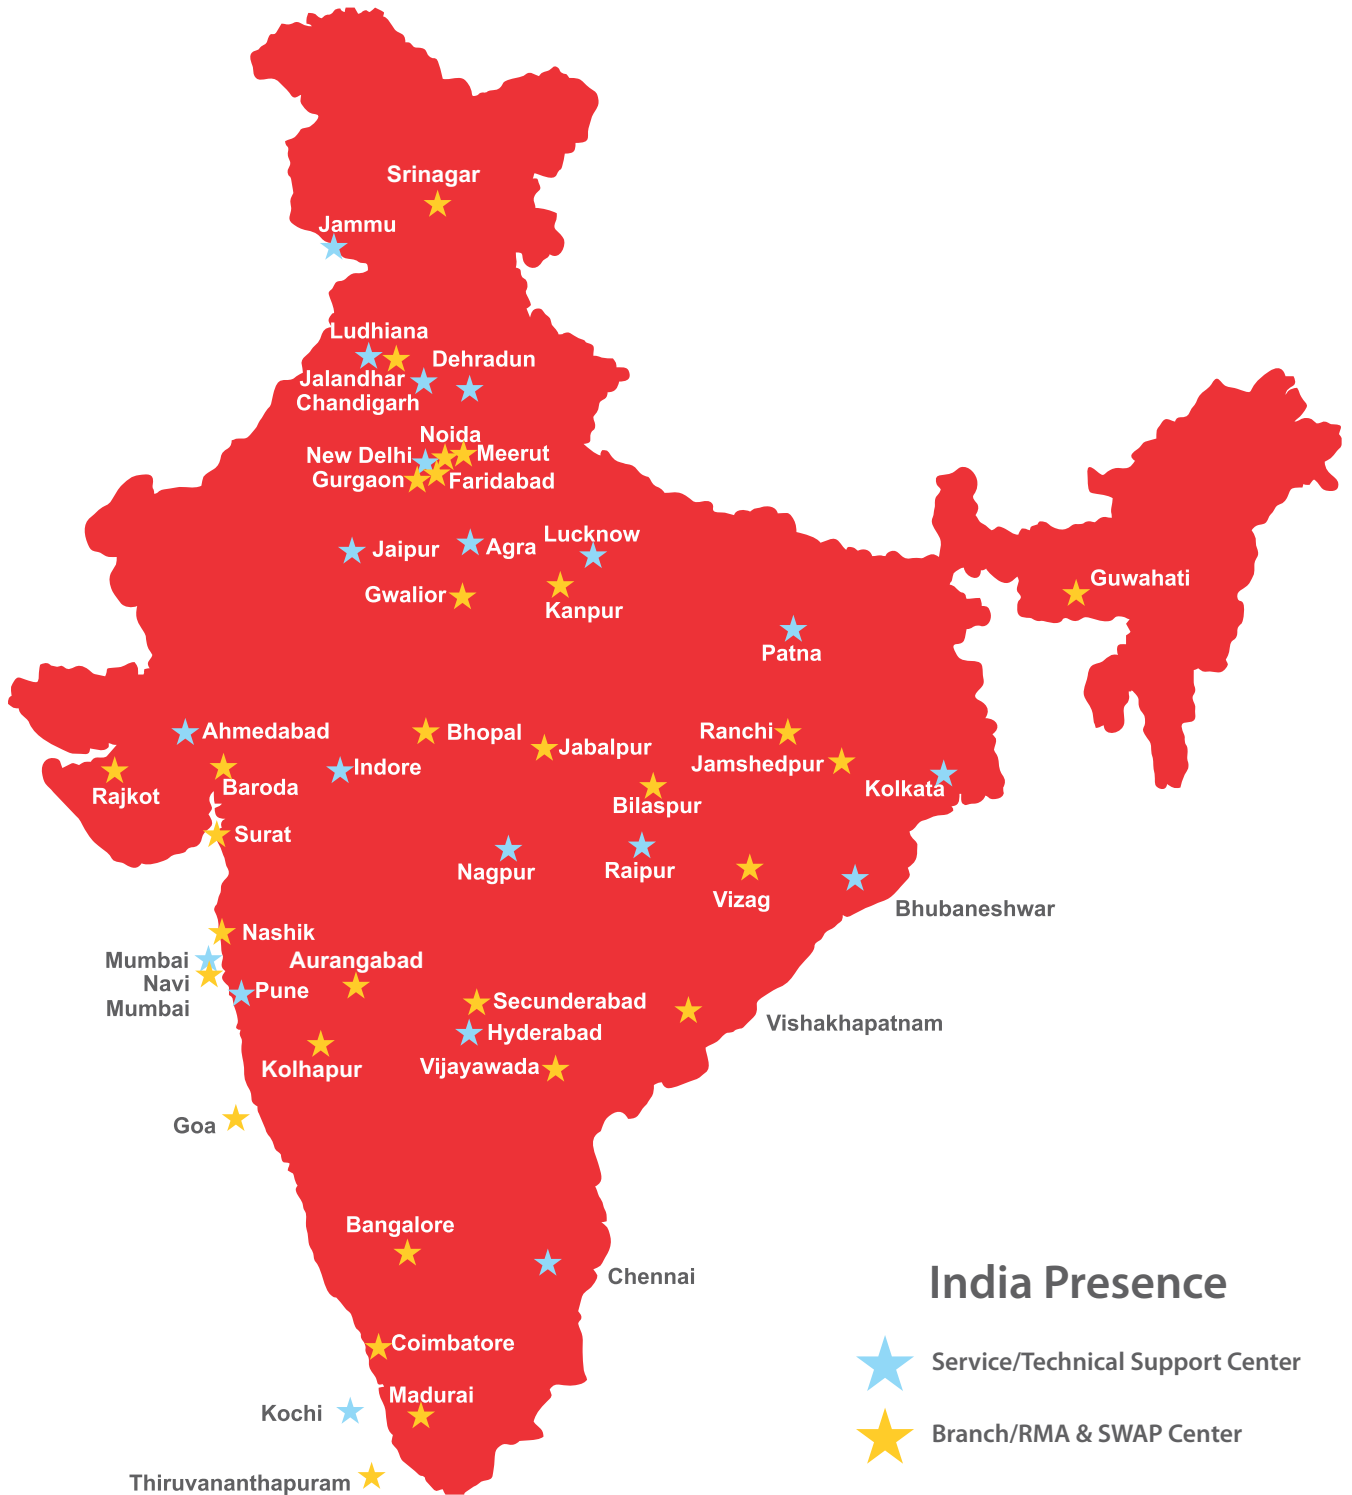 Srinagar
Jammu
Ludhiana
Dehradun
Jalandhar
Chandigarh
Noida
New Delhi
Meerut
Gurgaon
Faridabad
Lucknow
Jaipur
Agra
Guwahati
Gwalior
Kanpur
Patna
Ahmedabad
Bhopal
Ranchi
Jabalpur
Jamshedpur
Indore
Baroda
Kolkata
Rajkot
Bilaspur
Surat
Nagpur
Raipur
Vizag
Bhubaneshwar
Nashik
Mumbai
Aurangabad
Navi
Mumbai
Pune
Secunderabad
Vishakhapatnam
Hyderabad
Vijayawada
Kolhapur
Goa
Bangalore
Chennai
India Presence
Coimbatore
Service/Technical Support Center
Madurai
Kochi
Branch/RMA & SWAP Center
Thiruvananthapuram